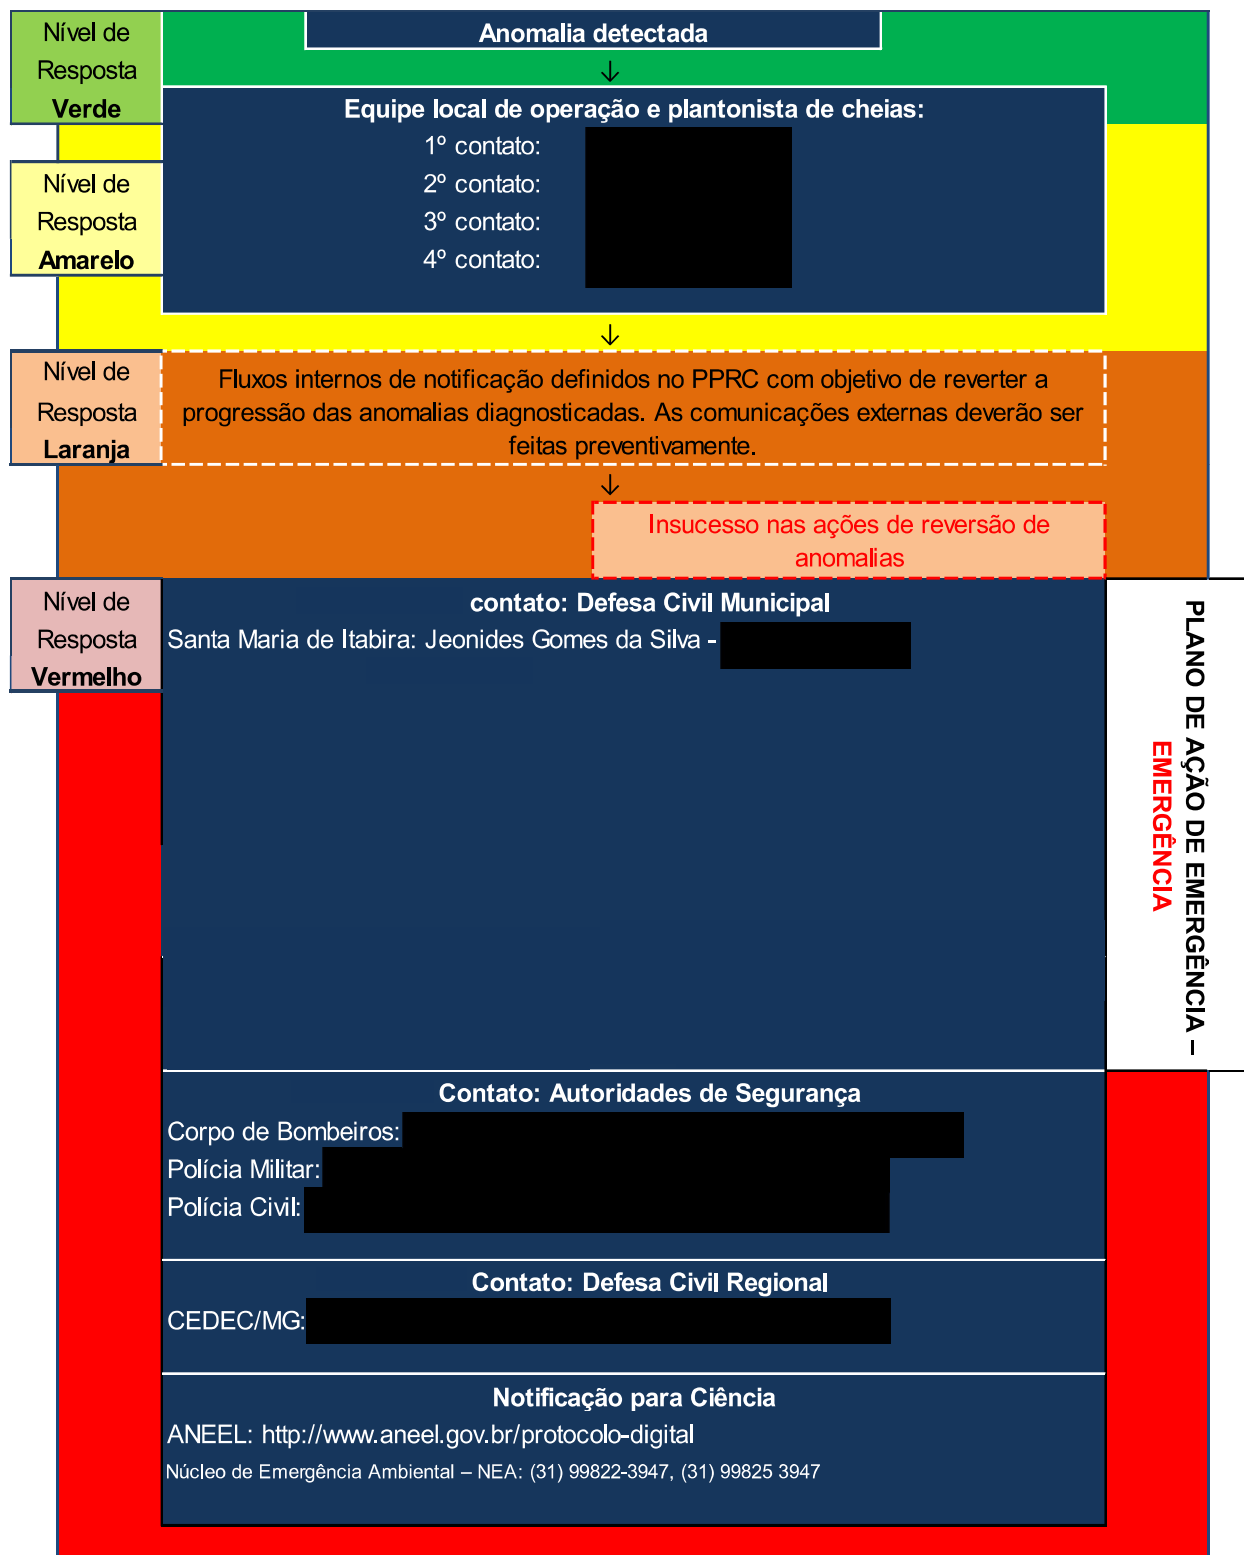 Nível de
Resposta
Verde
Anomalia detectada
↓
Equipe local de operação e plantonista de cheias:
1º contato:
2º contato:
3º contato:
4º contato:
Nível de
Resposta
Amarelo
↓
Nível de
Resposta
Laranja
Fluxos internos de notificação definidos no PPRC com objetivo de reverter a
progressão das anomalias diagnosticadas. As comunicações externas deverão ser
feitas preventivamente.
↓
Insucesso nas ações de reversão de
anomalias
Nível de
Resposta
Vermelho
contato: Defesa Civil Municipal
Santa Maria de Itabira: Jeonides Gomes da Silva -
PLANO DE AÇÃO DE EMERGÊNCIA –
EMERGÊNCIA
Contato: Autoridades de Segurança
Corpo de Bombeiros:
Polícia Militar:
Polícia Civil:
Contato: Defesa Civil Regional
CEDEC/MG:
Notificação para Ciência
ANEEL: http://www.aneel.gov.br/protocolo-digital
Núcleo de Emergência Ambiental – NEA: (31) 99822-3947, (31) 99825 3947